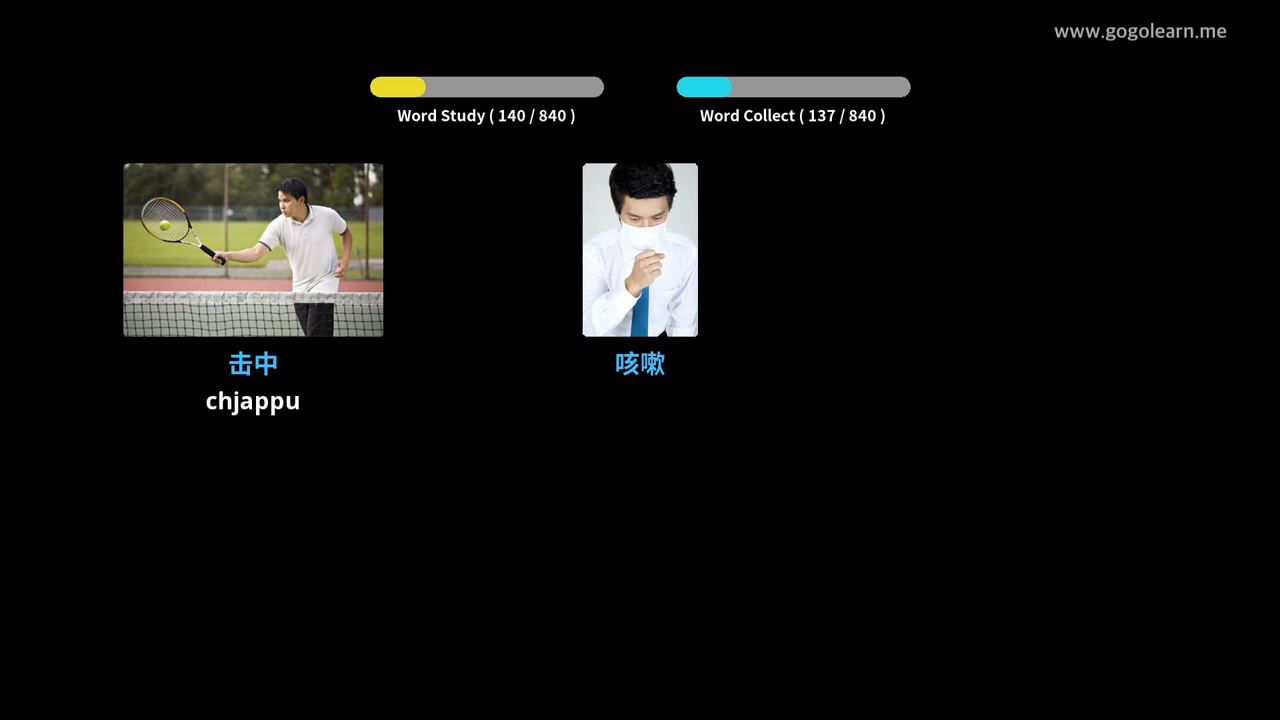 www.gogolearn.me
Word Study ( 140 / 840 )
Word Collect ( 137 / 840 )
击中
chjappu
咳嗽